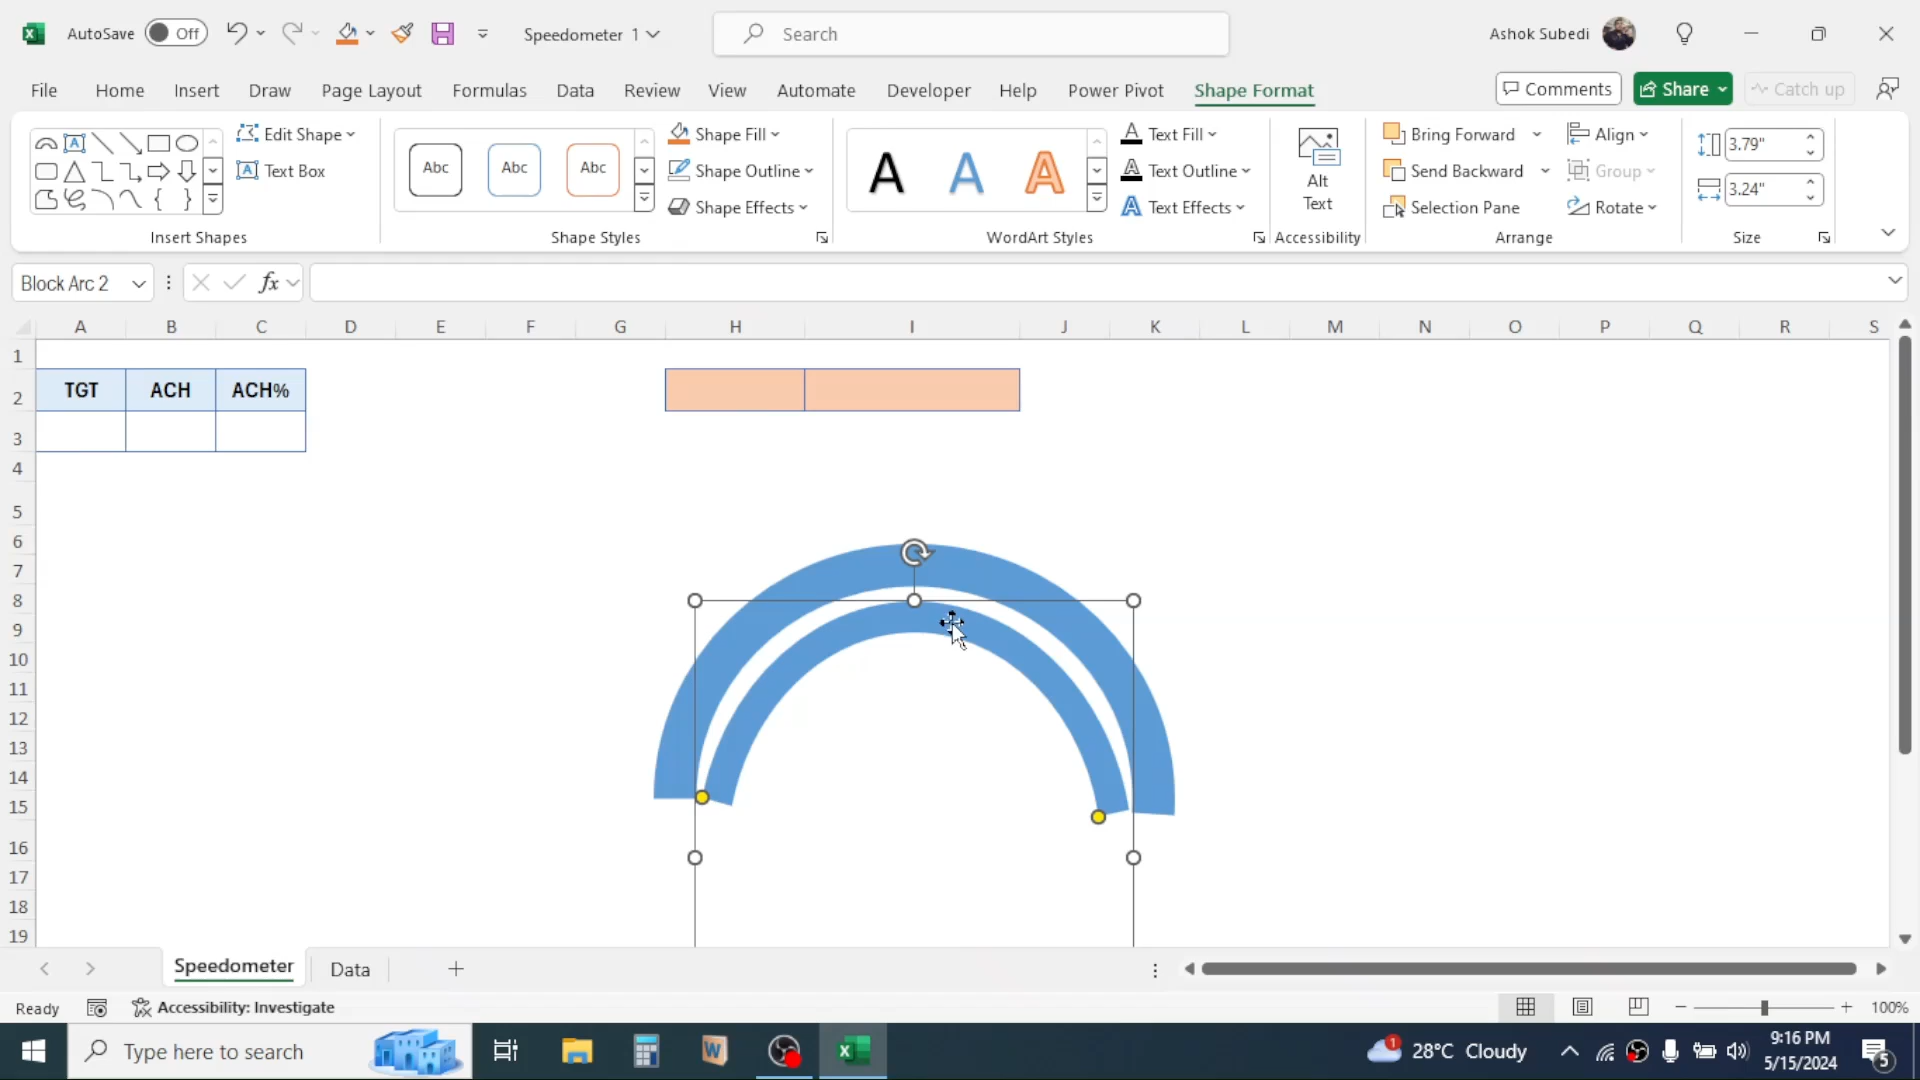 AutoSave Off Speedometer 1 Search Ashok Subedi
File Home Insert Draw Page Layout Formulas Data Review View Automate Developer Help Power Pivot Shape Format Comments Share Catch up
Edit Shape
Text Box
Insert Shapes
Abc Abc Abc
Shape Fill
Shape Outline
Shape Effects
Shape Styles
A A A
Text Fill
Text Outline
Text Effects
WordArt Styles
Alt
Text
Accessibility
Bring Forward
Send Backward
Selection Pane
Align
Group
Rotate
Arrange
3.79"
3.24"
Size
Block Arc 2 fx
A B C D E F G H I J K L M N O P Q R S
1
2 TGT ACH ACH%
3
4
5
6
7
8
9
10
11
12
13
14
15
16
17
18
19
Speedometer Data
Ready Accessibility: Investigate 100%
Type here to search 1 28°C Cloudy 9:16 PM
5/15/2024 5